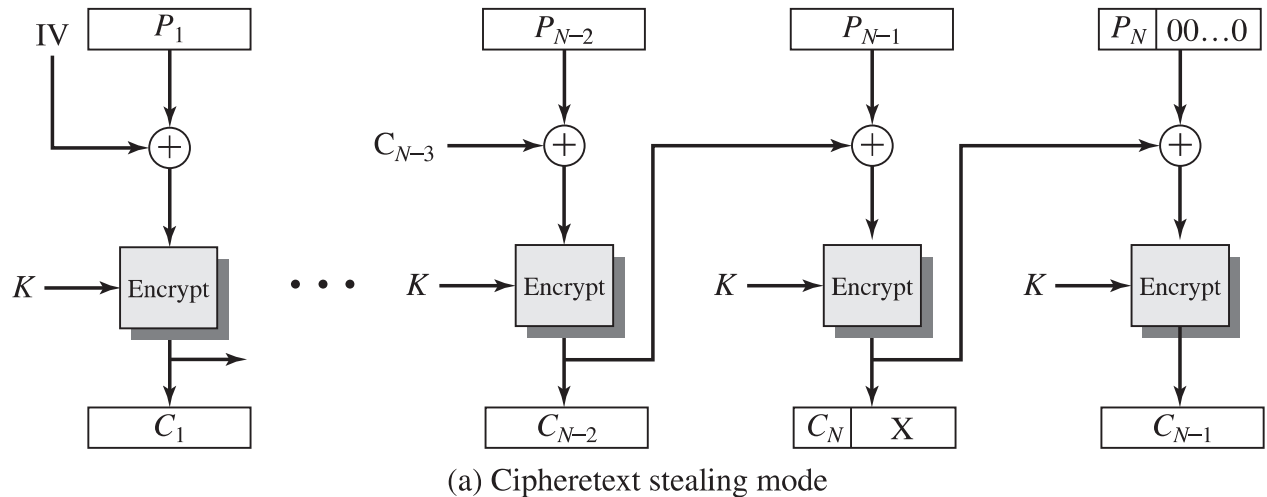 IV P₁ Pₙ₋₂ Pₙ₋₁ Pₙ 00…0
+ Cₙ₋₃ + + +
K Encrypt • • • K Encrypt K Encrypt K Encrypt
C₁ Cₙ₋₂ Cₙ X Cₙ₋₁
(a) Cipheretext stealing mode